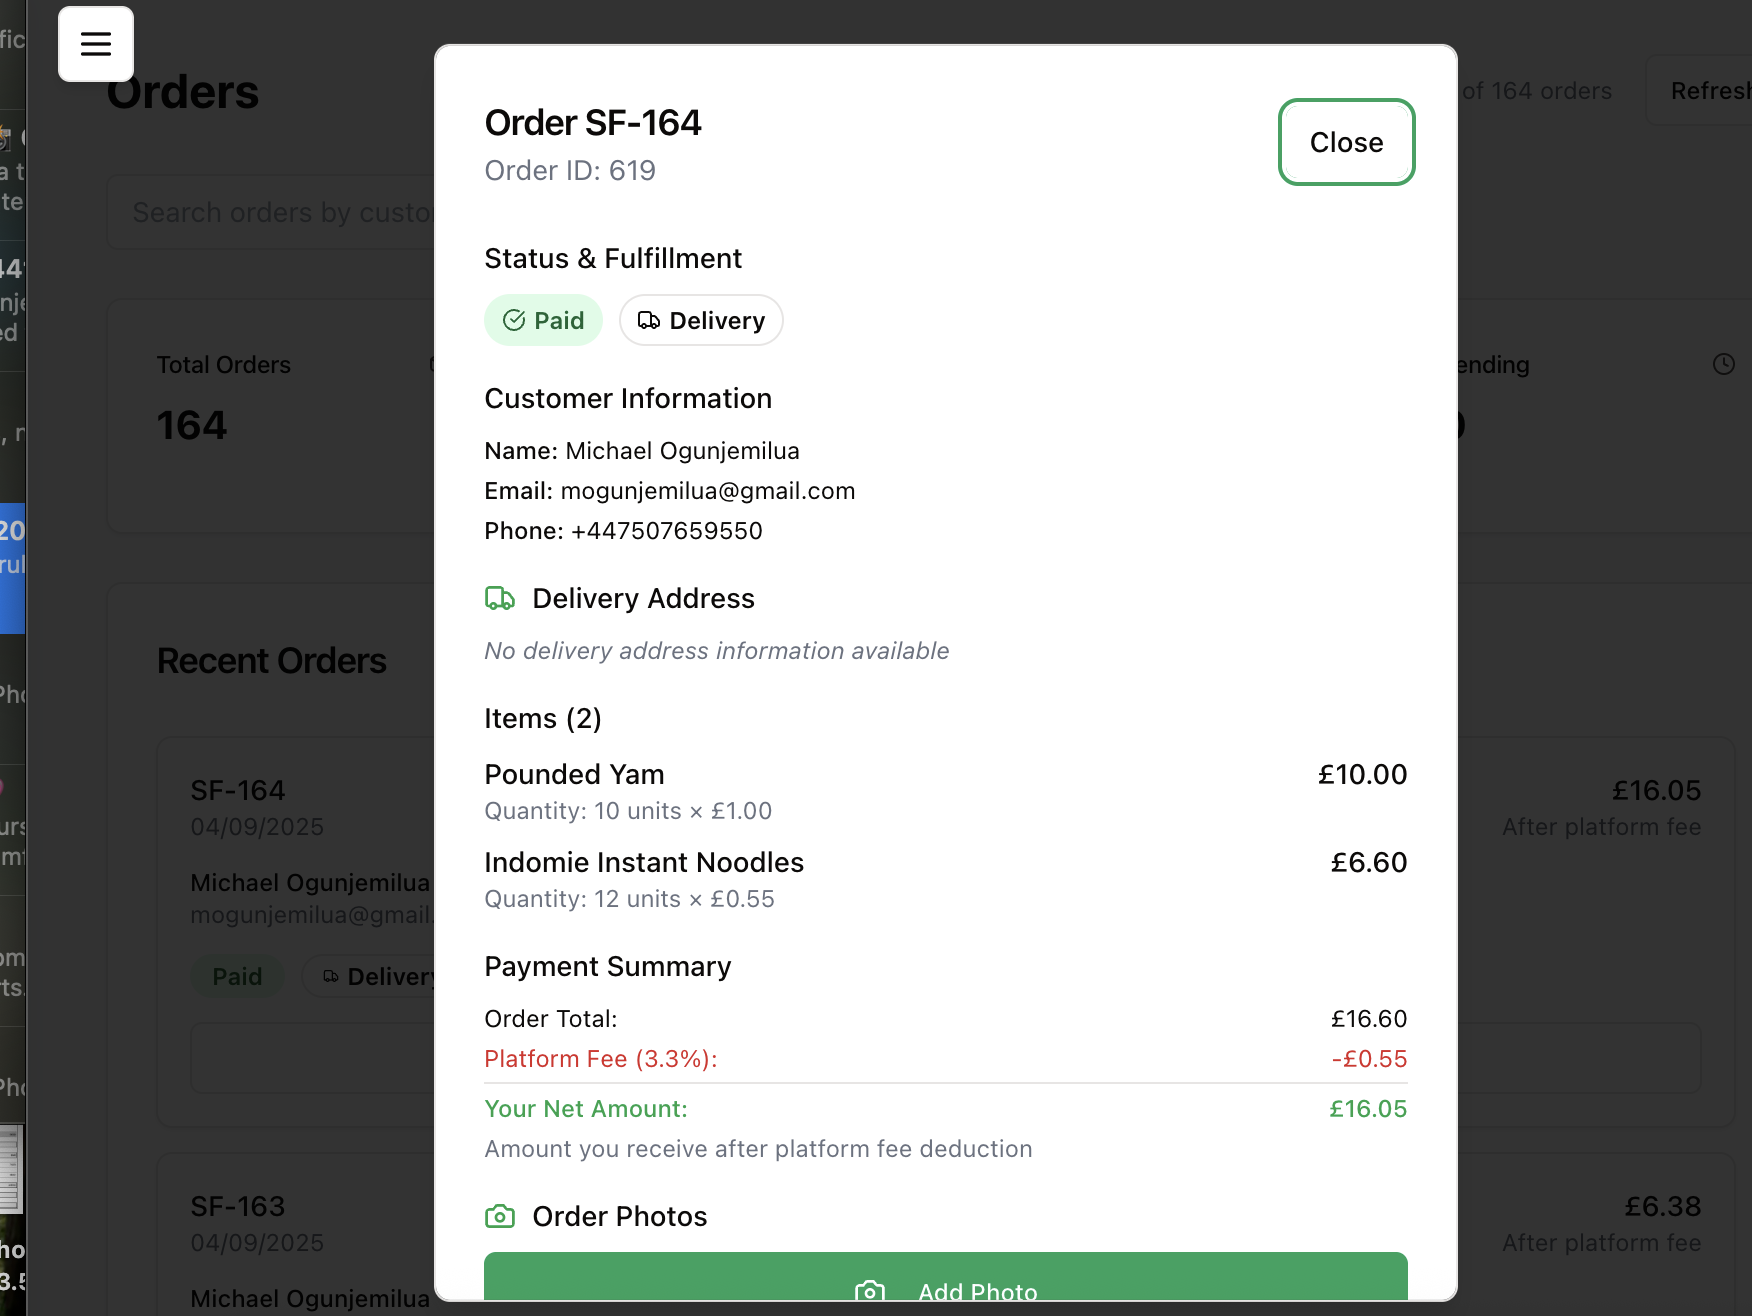 Orders
of 164 orders
Refresh
Search orders by custo
Total Orders
164
ending
Recent Orders
SF-164
04/09/2025
£16.05
After platform fee
Michael Ogunjemilua
mogunjemilua@gmail.
Paid
Delivery
SF-163
04/09/2025
£6.38
After platform fee
Michael Ogunjemilua
Order SF-164
Close
Order ID: 619
Status & Fulfillment
Paid
Delivery
Customer Information
Name: Michael Ogunjemilua
Email: mogunjemilua@gmail.com
Phone: +447507659550
Delivery Address
No delivery address information available
Items (2)
Pounded Yam £10.00
Quantity: 10 units × £1.00
Indomie Instant Noodles £6.60
Quantity: 12 units × £0.55
Payment Summary
Order Total: £16.60
Platform Fee (3.3%): -£0.55
Your Net Amount: £16.05
Amount you receive after platform fee deduction
Order Photos
Add Photo